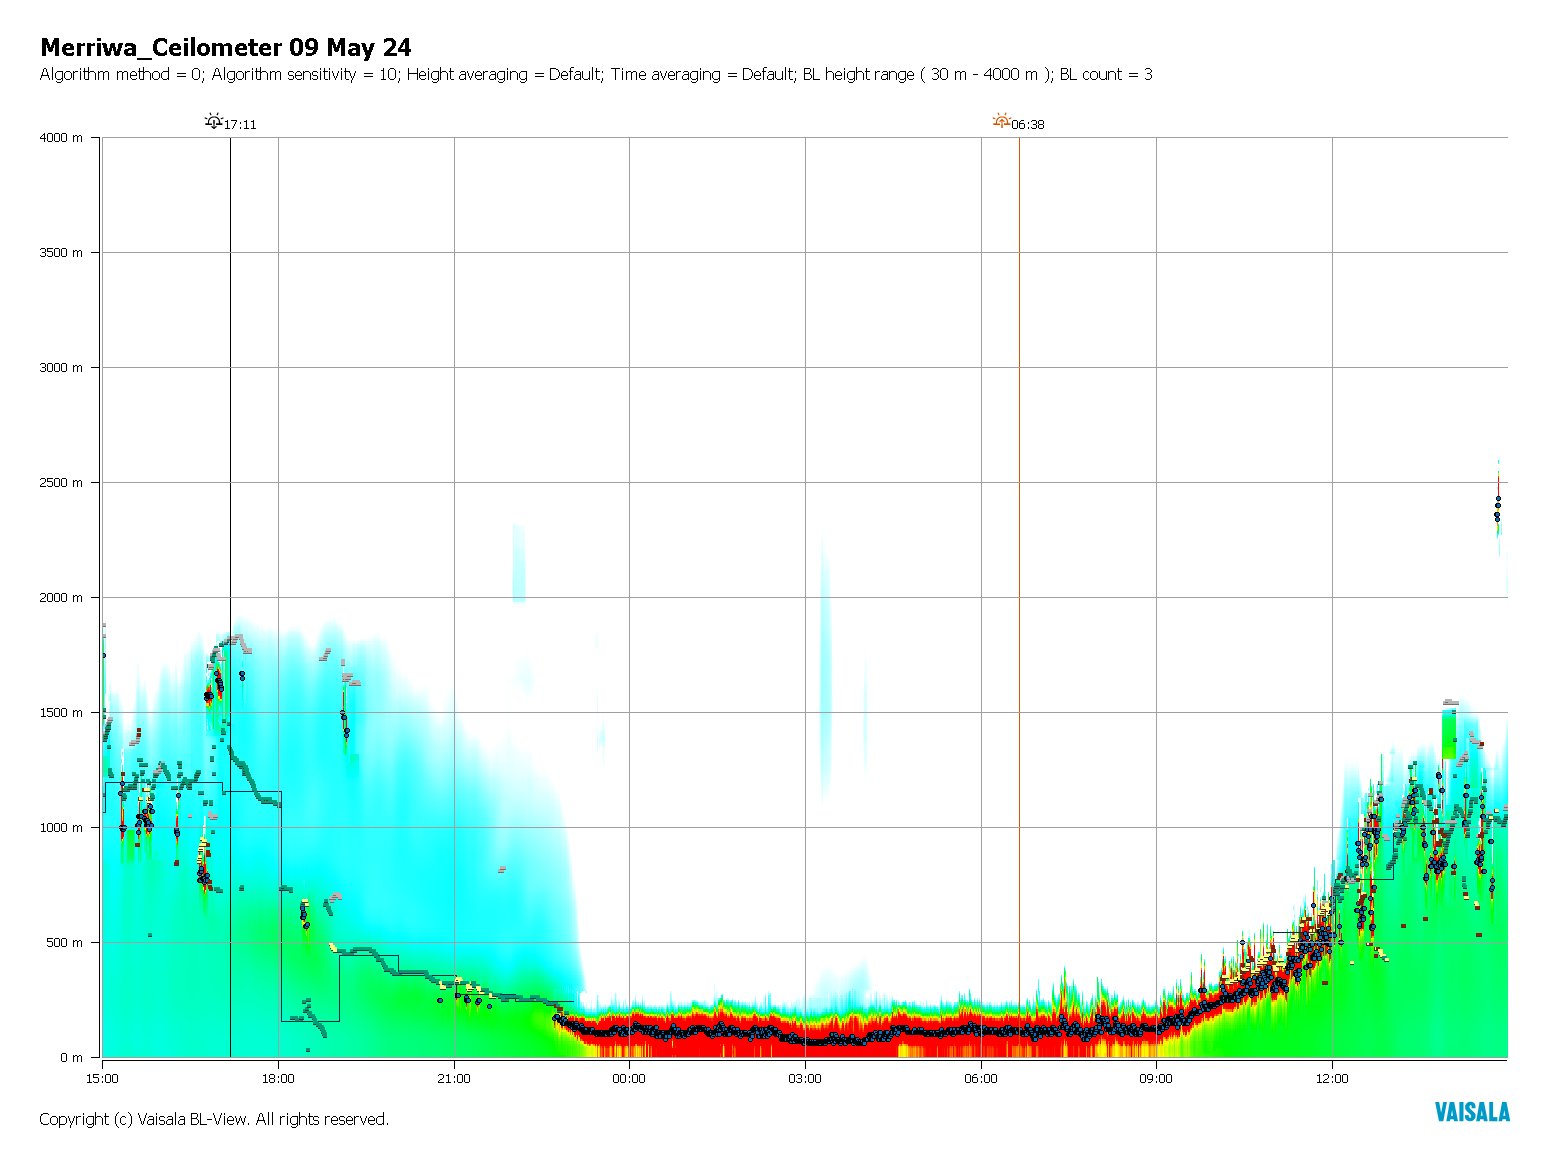 Merriwa_Ceilometer 09 May 24
Algorithm method = 0; Algorithm sensitivity = 10; Height averaging = Default; Time averaging = Default; BL height range ( 30 m - 4000 m ); BL count = 3
17:11
06:38
4000 m
3500 m
3000 m
2500 m
2000 m
1500 m
1000 m
500 m
0 m
15:00 18:00 21:00 00:00 03:00 06:00 09:00 12:00
Copyright (c) Vaisala BL-View. All rights reserved.
VAISALA